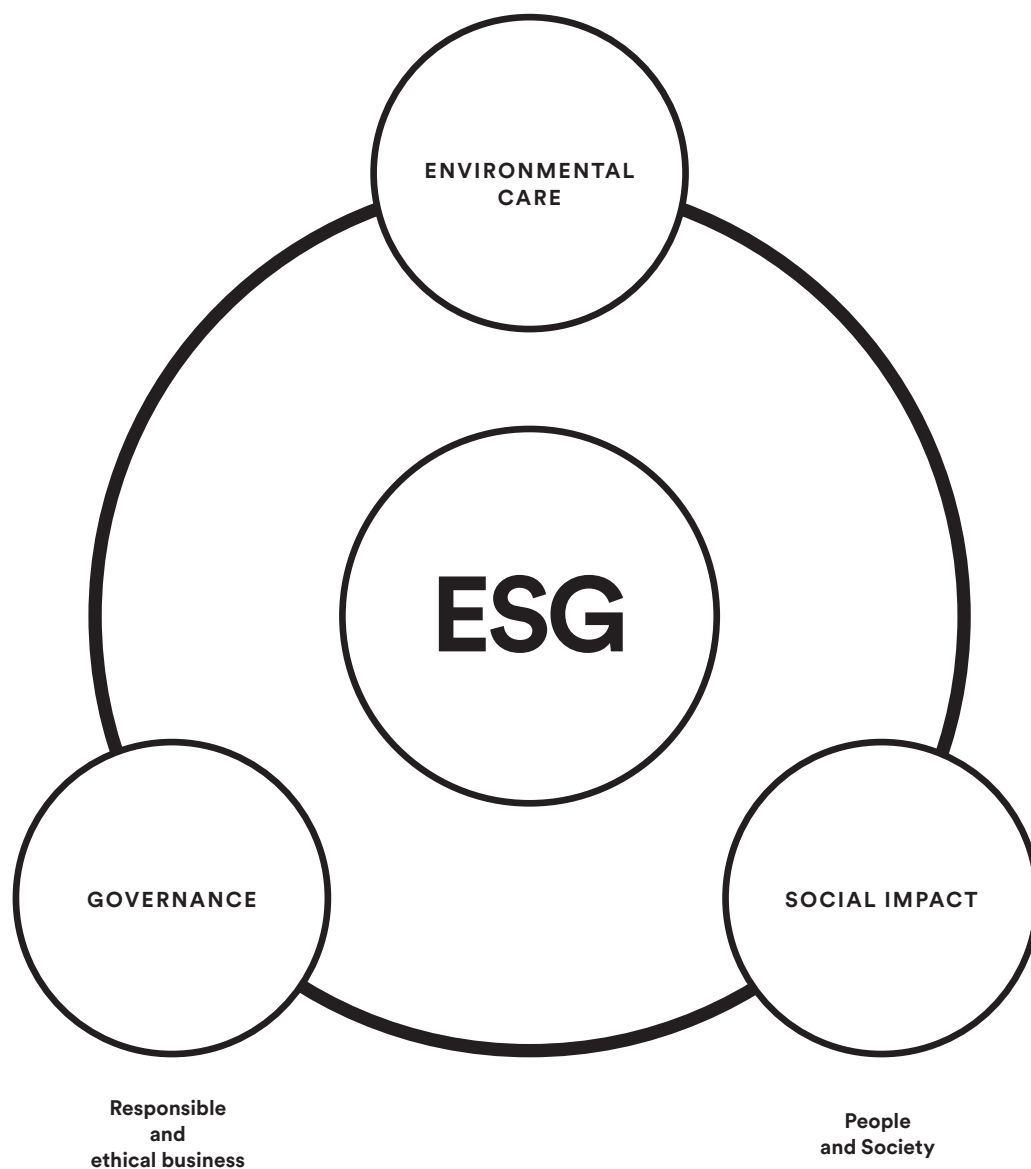 ENVIRONMENTAL
CARE
ESG
GOVERNANCE
SOCIAL IMPACT
Responsible
and
ethical business
People
and Society